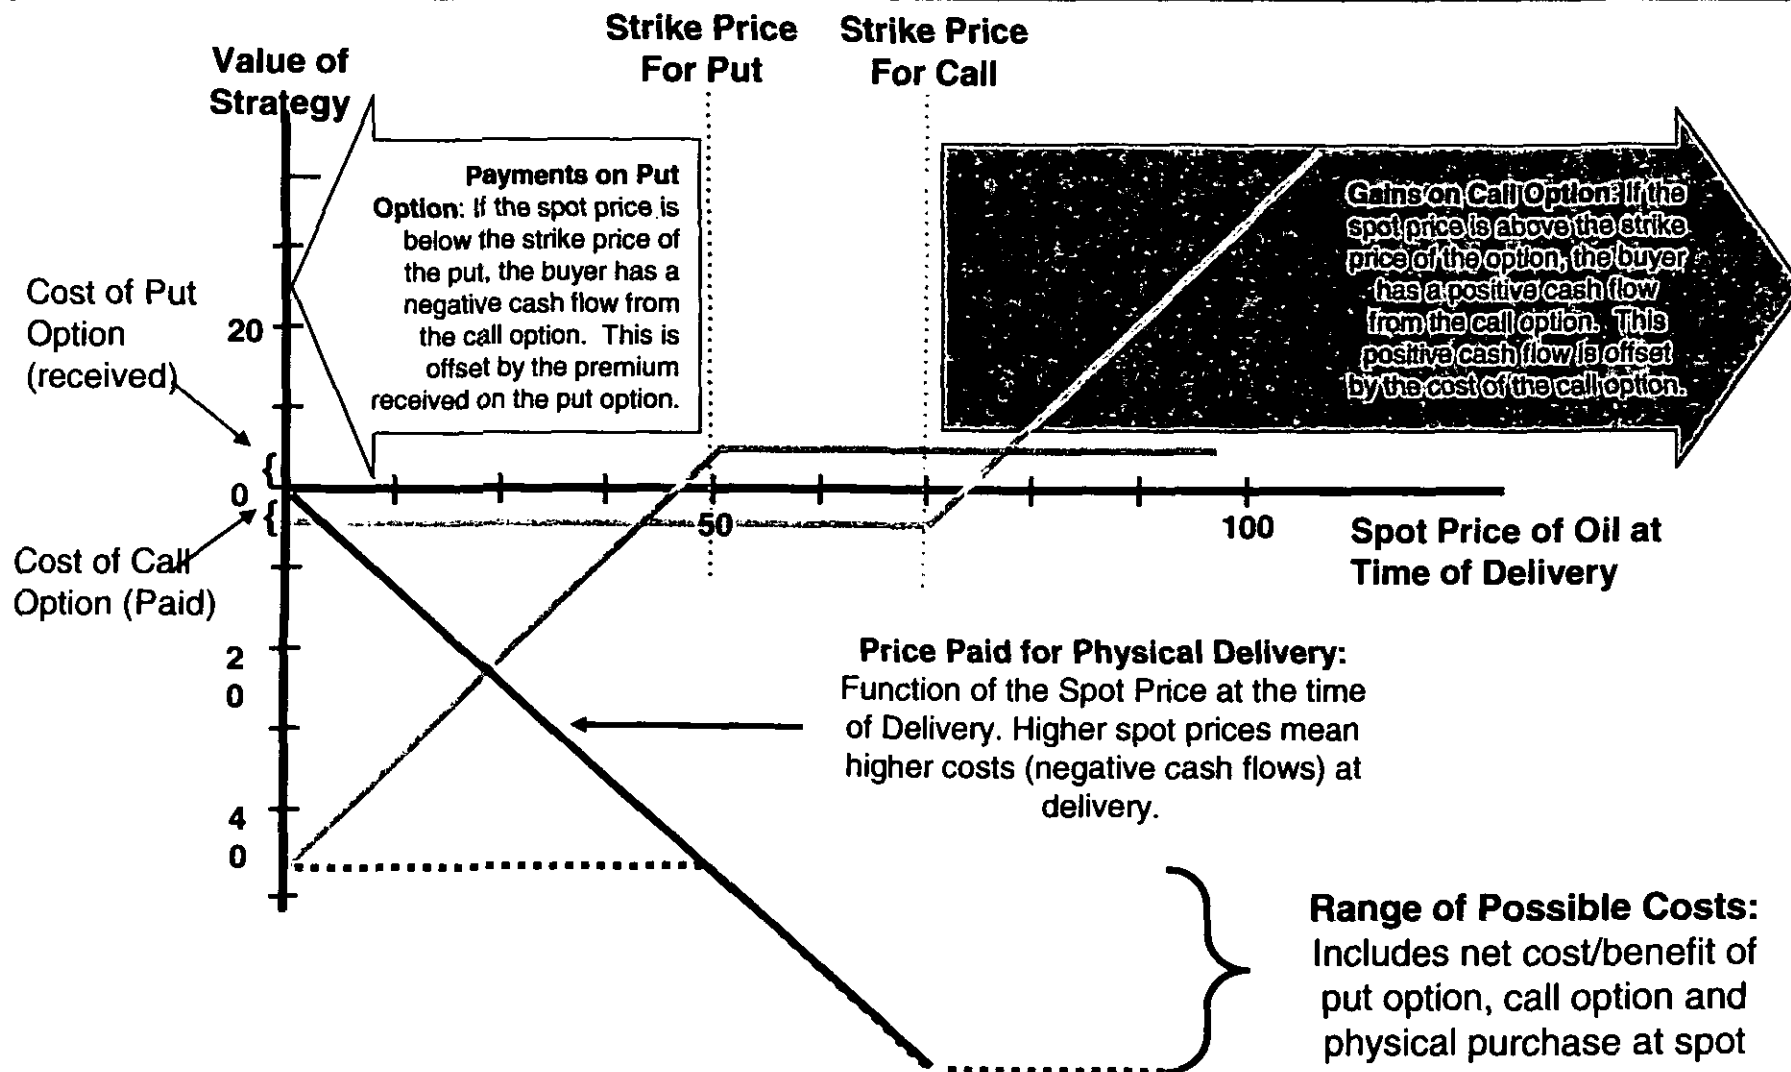 Strike Price
For Put
Strike Price
For Call
Value of
Strategy
Payments on Put
Option: If the spot price is
below the strike price of
the put, the buyer has a
negative cash flow from
the call option. This is
offset by the premium
received on the put option.
Gains on Call Option: If the
spot price is above the strike
price of the option, the buyer
has a positive cash flow
from the call option. This
positive cash flow is offset
by the cost of the call option.
Cost of Put
Option
(received)
20
0
{
{
50
100
Spot Price of Oil at
Time of Delivery
Cost of Call
Option (Paid)
2
0
4
0
Price Paid for Physical Delivery:
Function of the Spot Price at the time
of Delivery. Higher spot prices mean
higher costs (negative cash flows) at
delivery.
Range of Possible Costs:
Includes net cost/benefit of
put option, call option and
physical purchase at spot